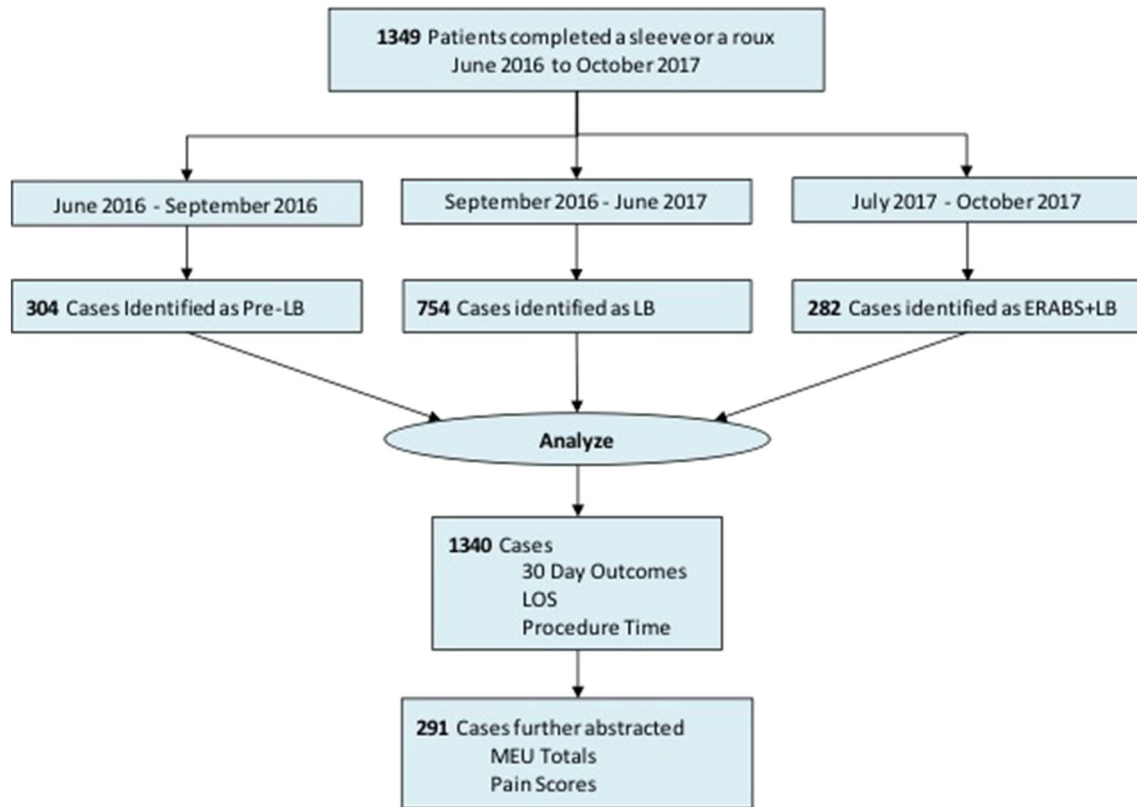 1349 Patients completed a sleeve or a roux
June 2016 to October 2017
June 2016 - September 2016
September 2016 - June 2017
July 2017 - October 2017
304 Cases Identified as Pre-LB
754 Cases identified as LB
282 Cases identified as ERABS+LB
Analyze
1340 Cases
30 Day Outcomes
LOS
Procedure Time
291 Cases further abstracted
MEU Totals
Pain Scores